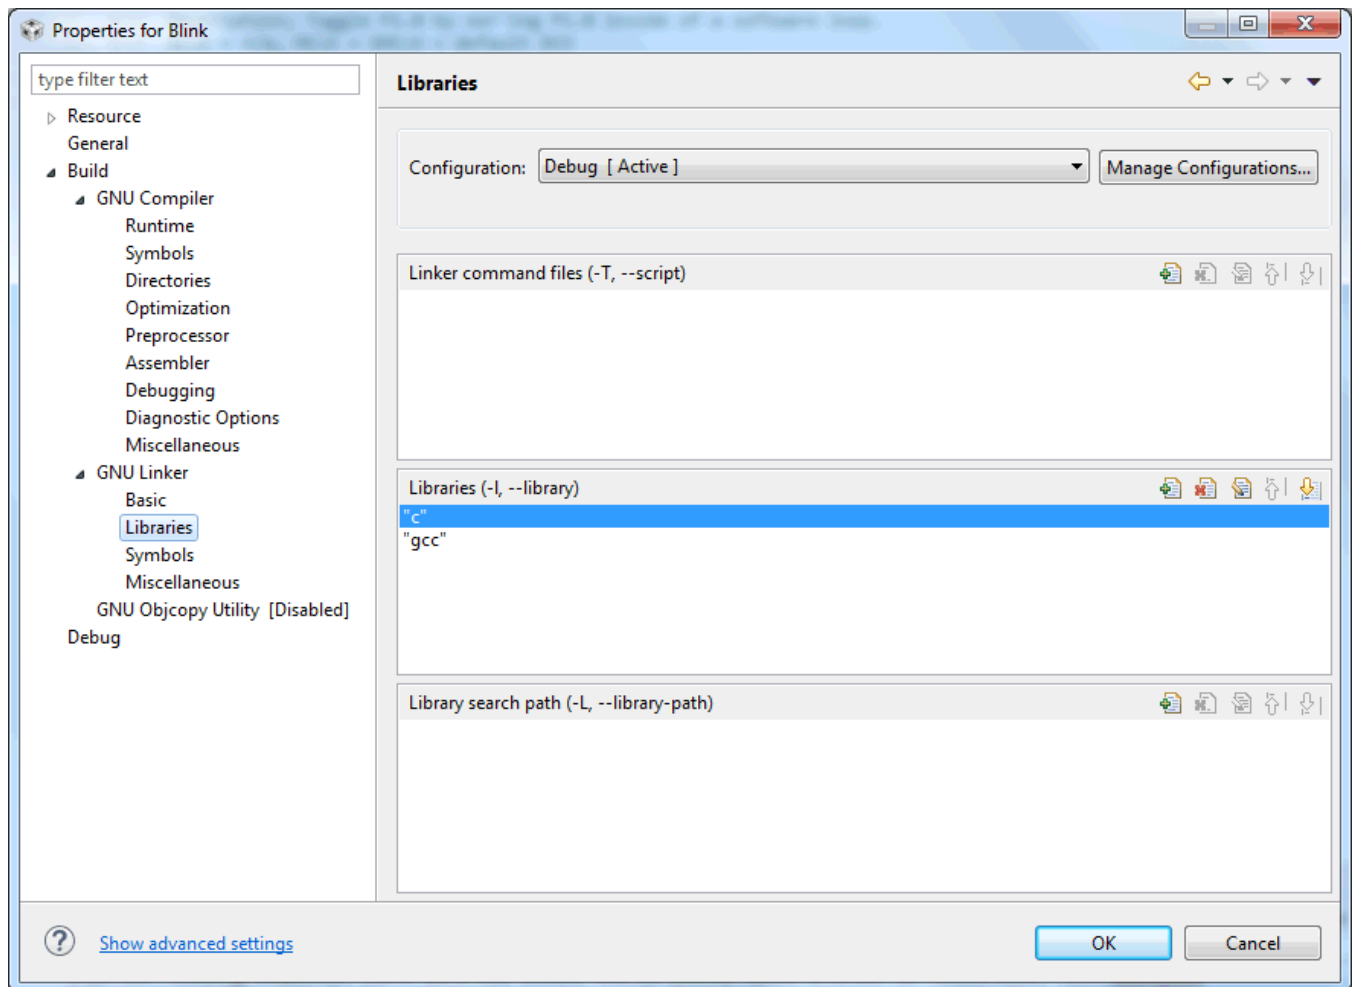 Properties for Blink
type filter text
Resource
General
Build
GNU Compiler
Runtime
Symbols
Directories
Optimization
Preprocessor
Assembler
Debugging
Diagnostic Options
Miscellaneous
GNU Linker
Basic
Libraries
Symbols
Miscellaneous
GNU Objcopy Utility [Disabled]
Debug
Libraries
Configuration: Debug [ Active ] Manage Configurations...
Linker command files (-T, --script)
Libraries (-l, --library)
"c"
"gcc"
Library search path (-L, --library-path)
Show advanced settings
OK Cancel